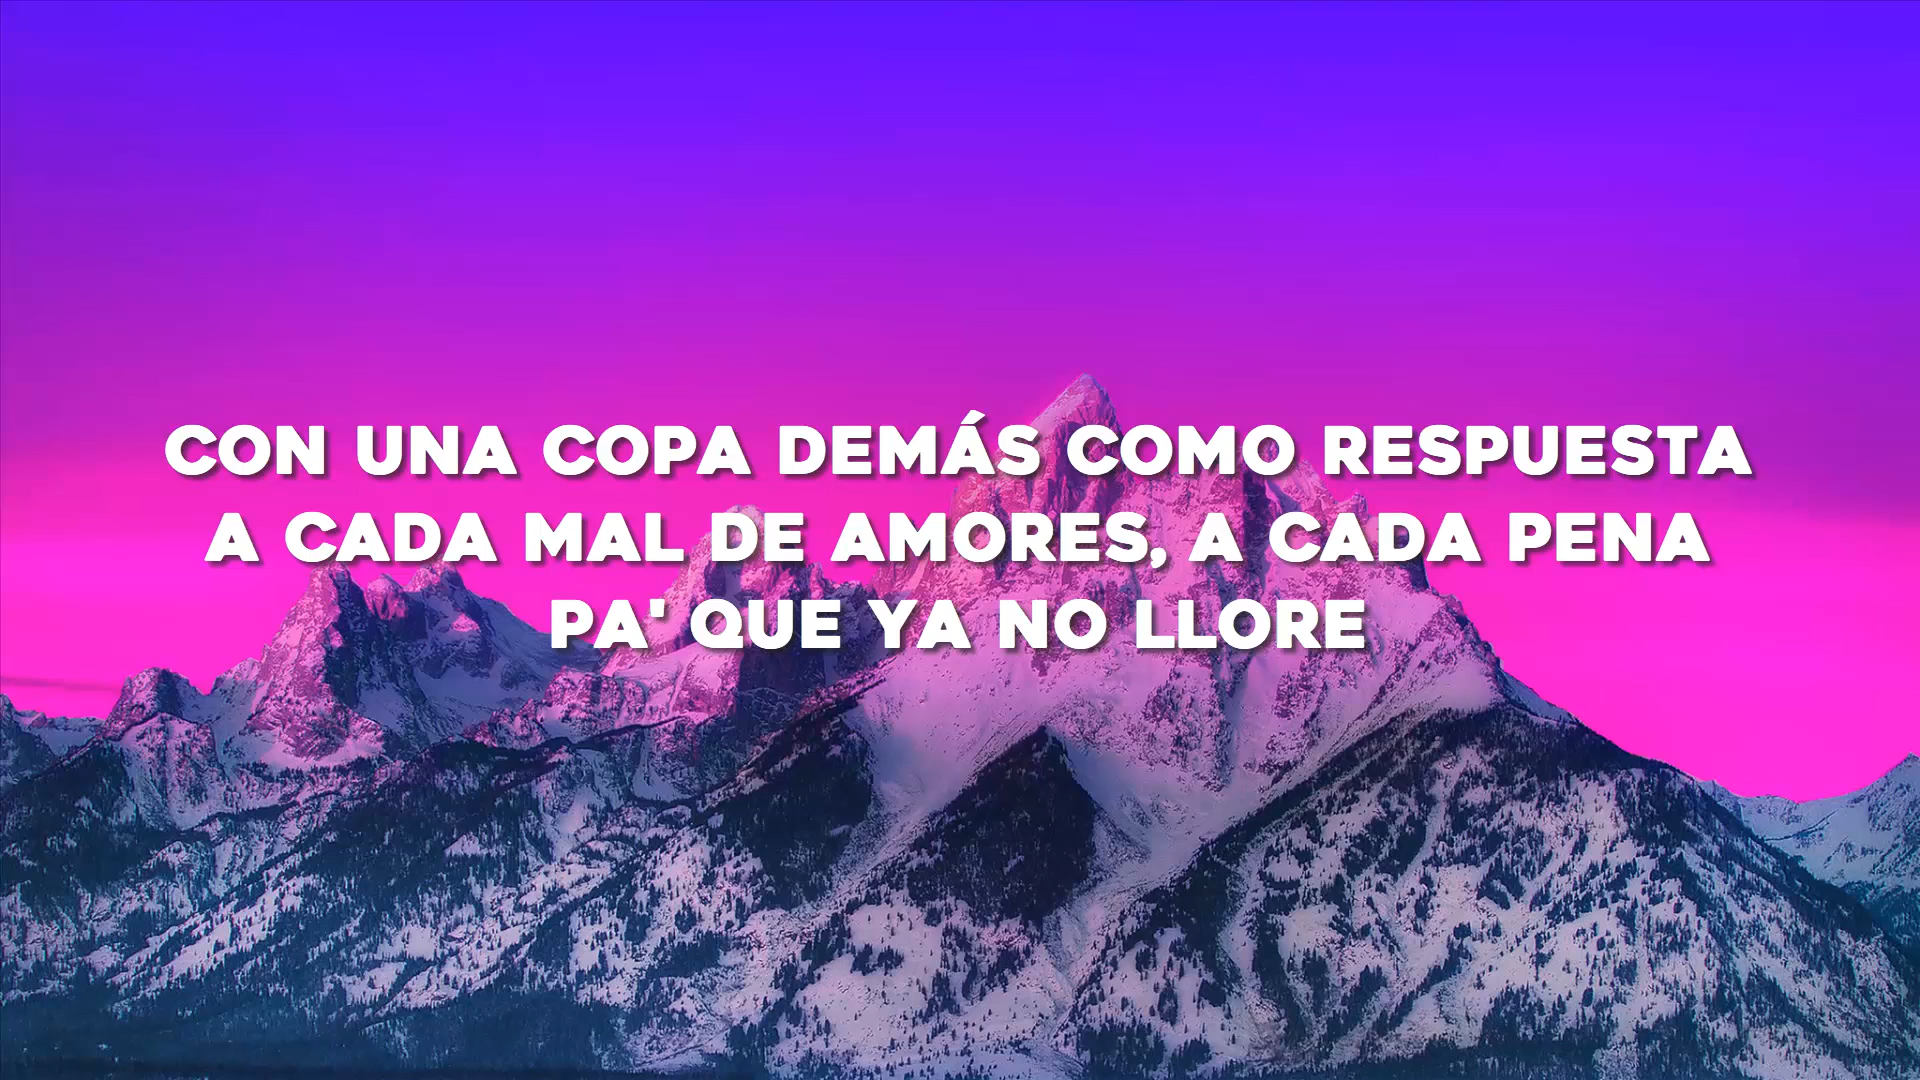 CON UNA COPA DEMÁS COMO RESPUESTA
A CADA MAL DE AMORES, A CADA PENA
PA' QUE YA NO LLORE